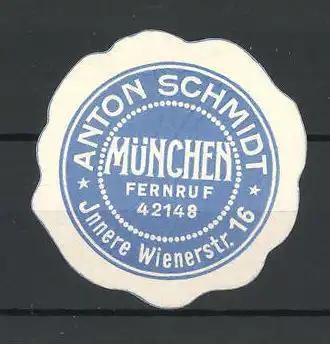 ANTON SCHMIDT
MÜNCHEN
FERNRUF
42148
Jnnere Wienerstr. 16